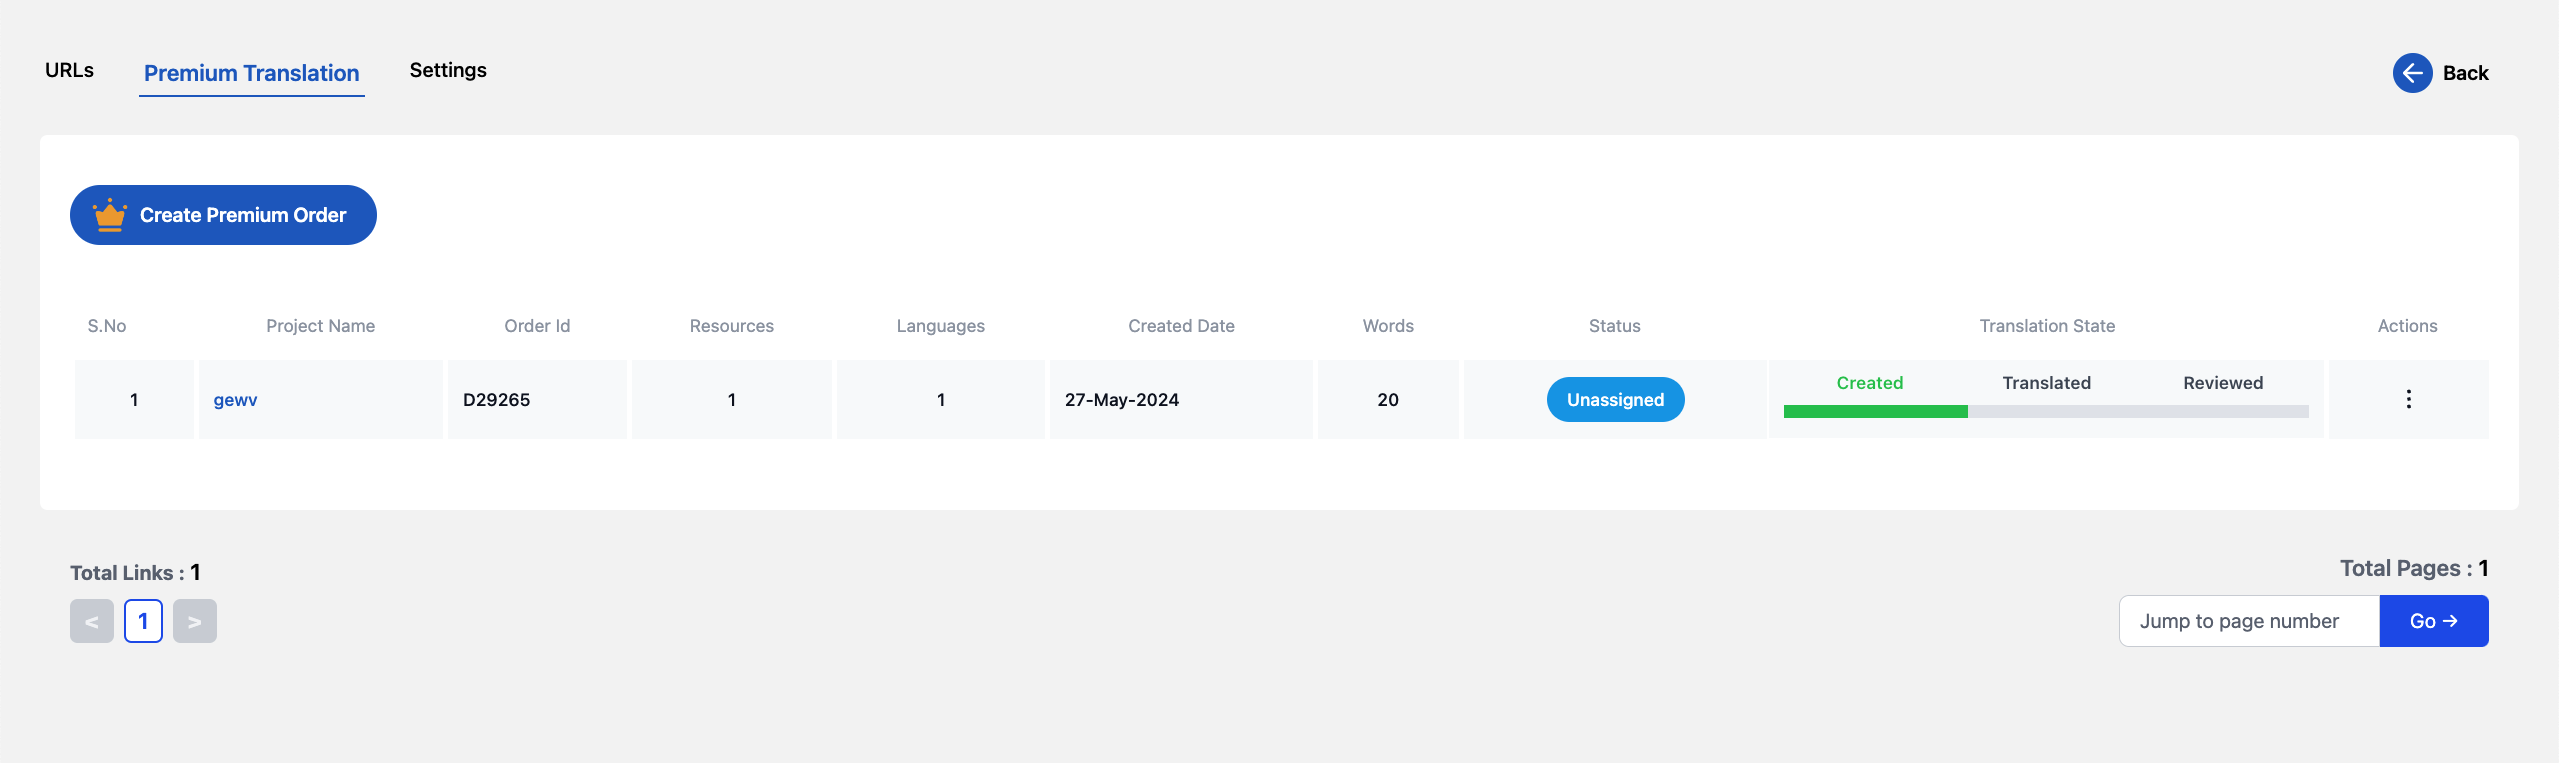 URLs Premium Translation Settings Back
Create Premium Order
S.No Project Name Order Id Resources Languages Created Date Words Status Translation State Actions
1 gewv D29265 1 1 27-May-2024 20 Unassigned Created Translated Reviewed
Total Links : 1
Total Pages : 1
< 1 >
Jump to page number Go →